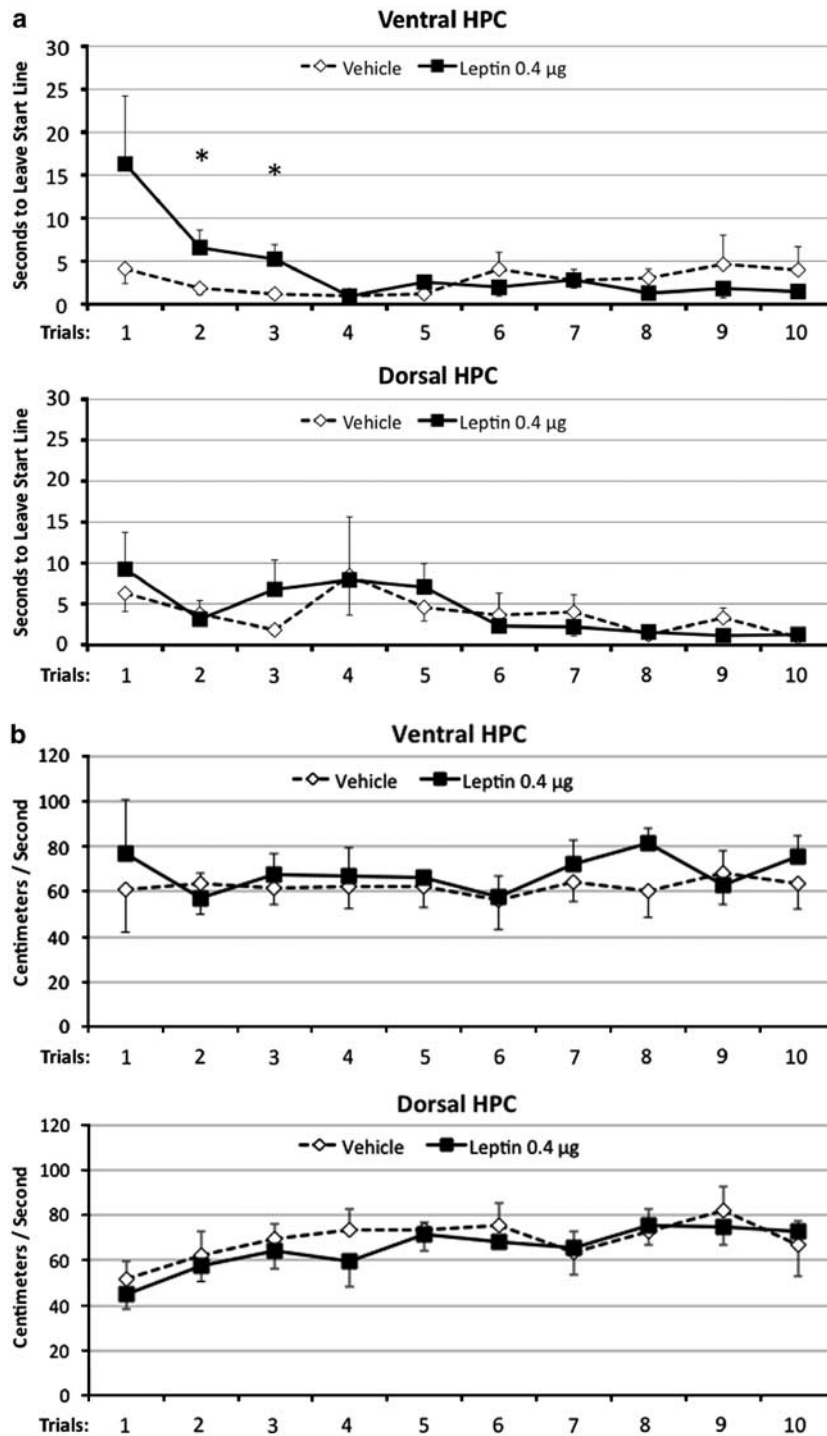 a
Ventral HPC
Vehicle Leptin 0.4 µg
Seconds to Leave Start Line
30
25
20
15
10
5
0
* *
Trials: 1 2 3 4 5 6 7 8 9 10
Dorsal HPC
Vehicle Leptin 0.4 µg
Seconds to Leave Start Line
30
25
20
15
10
5
0
Trials: 1 2 3 4 5 6 7 8 9 10
b
Ventral HPC
Vehicle Leptin 0.4 µg
Centimeters / Second
120
100
80
60
40
20
0
Trials: 1 2 3 4 5 6 7 8 9 10
Dorsal HPC
Vehicle Leptin 0.4 µg
Centimeters / Second
120
100
80
60
40
20
0
Trials: 1 2 3 4 5 6 7 8 9 10